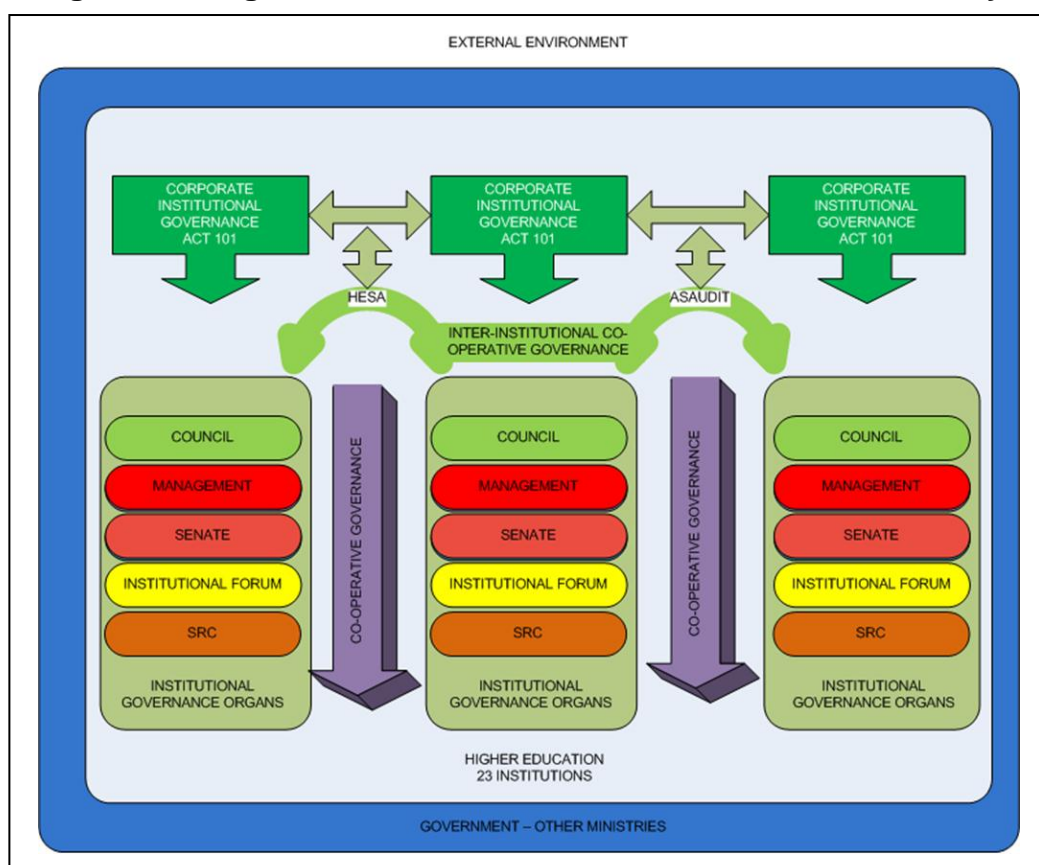 EXTERNAL ENVIRONMENT
CORPORATE
INSTITUTIONAL
GOVERNANCE
ACT 101
CORPORATE
INSTITUTIONAL
GOVERNANCE
ACT 101
CORPORATE
INSTITUTIONAL
GOVERNANCE
ACT 101
HESA
ASAUDIT
INTER-INSTITUTIONAL CO-
OPERATIVE GOVERNANCE
COUNCIL
MANAGEMENT
SENATE
INSTITUTIONAL FORUM
SRC
INSTITUTIONAL
GOVERNANCE ORGANS
CO-OPERATIVE GOVERNANCE
COUNCIL
MANAGEMENT
SENATE
INSTITUTIONAL FORUM
SRC
INSTITUTIONAL
GOVERNANCE ORGANS
CO-OPERATIVE GOVERNANCE
COUNCIL
MANAGEMENT
SENATE
INSTITUTIONAL FORUM
SRC
INSTITUTIONAL
GOVERNANCE ORGANS
HIGHER EDUCATION
23 INSTITUTIONS
GOVERNMENT – OTHER MINISTRIES